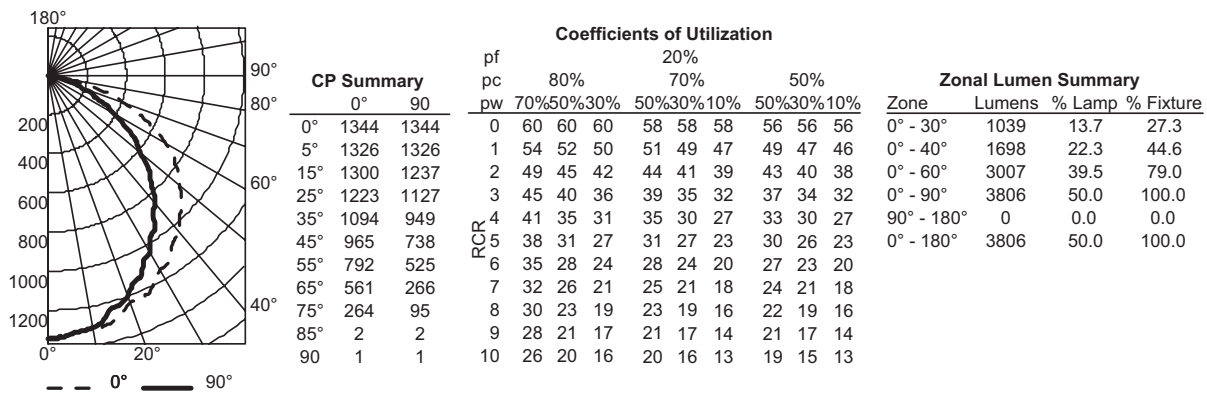 180°
90°
80°
200
400
60°
600
800
1000
40°
1200
0° 20°
0° 90°
CP Summary
0° 90
0° 1344 1344
5° 1326 1326
15° 1300 1237
25° 1223 1127
35° 1094 949
45° 965 738
55° 792 525
65° 561 266
75° 264 95
85° 2 2
90 1 1
Coefficients of Utilization
pf 20%
pc 80% 70% 50%
pw 70%50%30% 50%30%10% 50%30%10%
RCR
0 60 60 60 58 58 58 56 56 56
1 54 52 50 51 49 47 49 47 46
2 49 45 42 44 41 39 43 40 38
3 45 40 36 39 35 32 37 34 32
4 41 35 31 35 30 27 33 30 27
5 38 31 27 31 27 23 30 26 23
6 35 28 24 28 24 20 27 23 20
7 32 26 21 25 21 18 24 21 18
8 30 23 19 23 19 16 22 19 16
9 28 21 17 21 17 14 21 17 14
10 26 20 16 20 16 13 19 15 13
Zonal Lumen Summary
Zone Lumens % Lamp % Fixture
0° - 30° 1039 13.7 27.3
0° - 40° 1698 22.3 44.6
0° - 60° 3007 39.5 79.0
0° - 90° 3806 50.0 100.0
90° - 180° 0 0.0 0.0
0° - 180° 3806 50.0 100.0